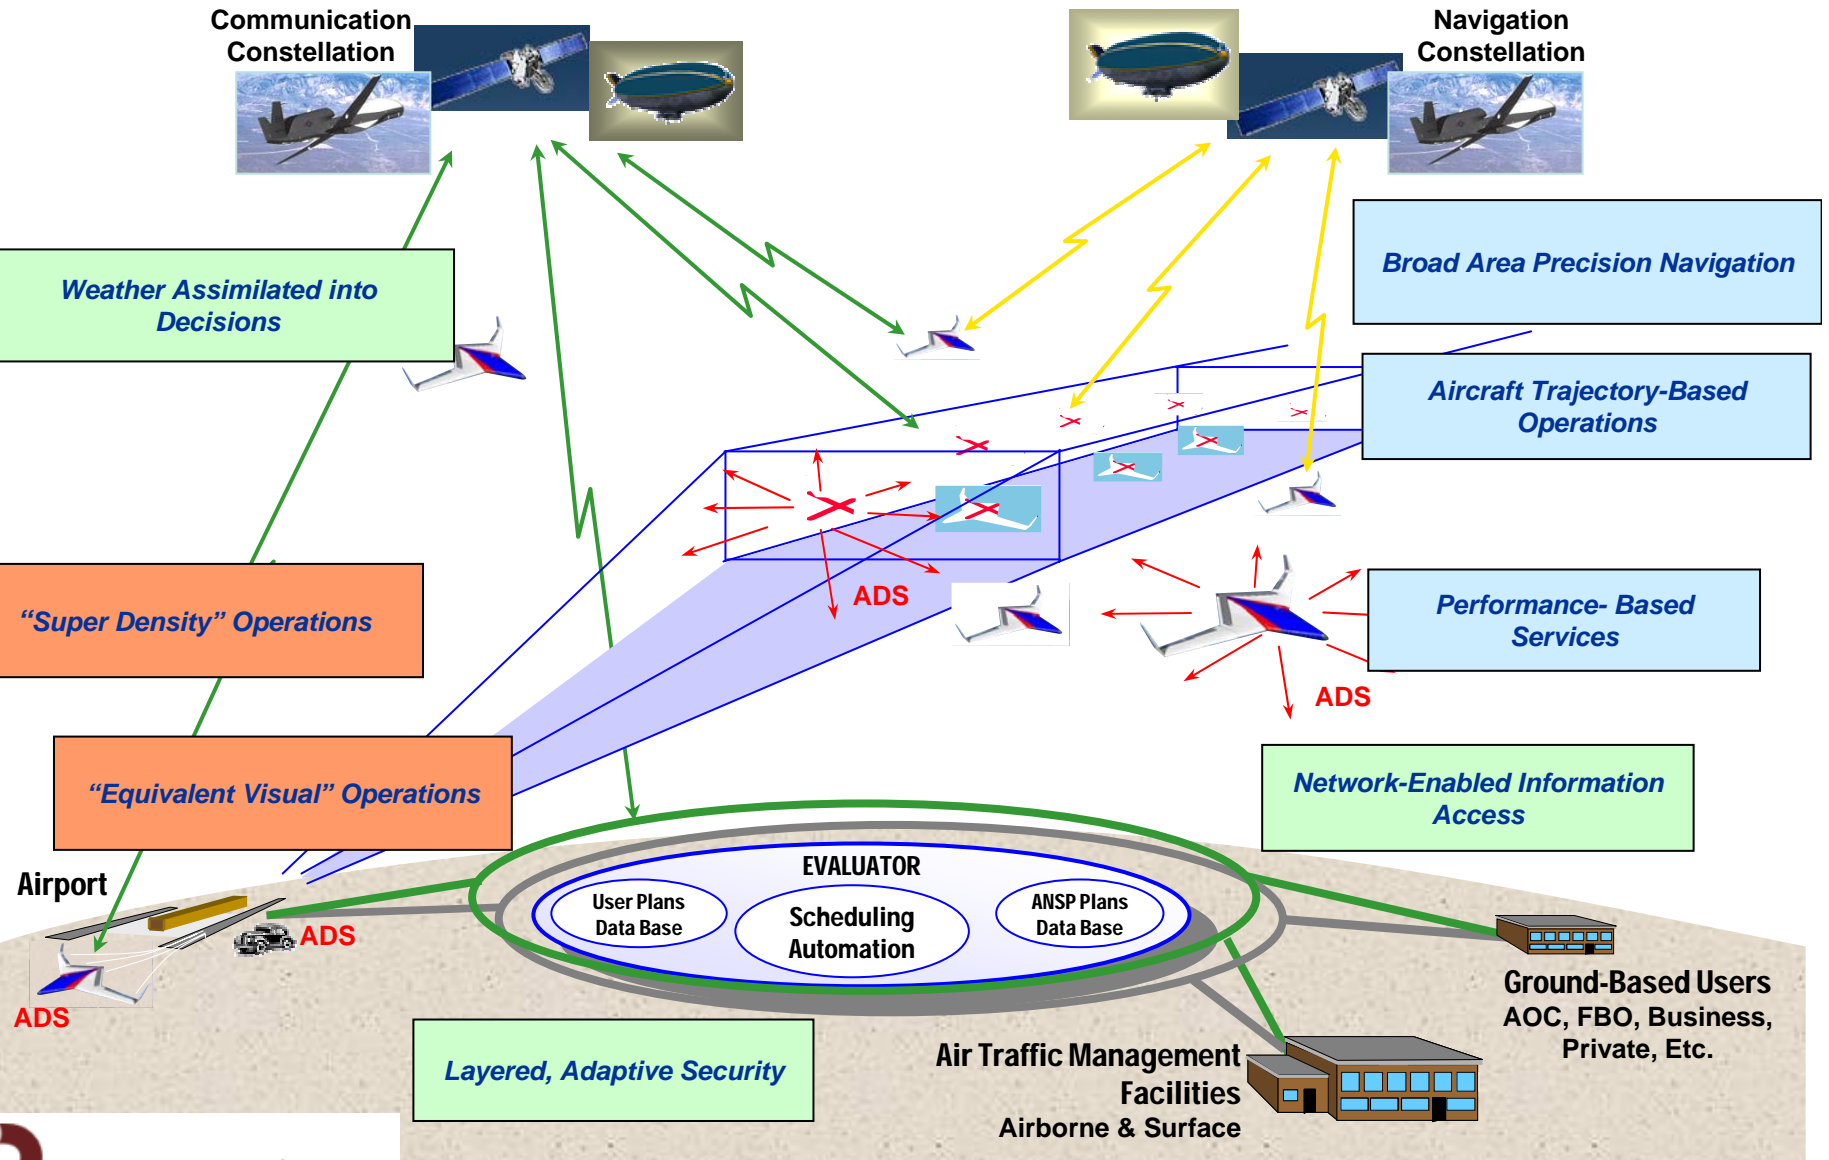 Communication
Constellation
Navigation
Constellation
Broad Area Precision Navigation
Weather Assimilated into
Decisions
Aircraft Trajectory-Based
Operations
“Super Density” Operations
ADS
Performance- Based
Services
ADS
“Equivalent Visual” Operations
Network-Enabled Information
Access
Airport
EVALUATOR
User Plans
Data Base
Scheduling
Automation
ANSP Plans
Data Base
ADS
ADS
Ground-Based Users
AOC, FBO, Business,
Private, Etc.
Layered, Adaptive Security
Air Traffic Management
Facilities
Airborne & Surface